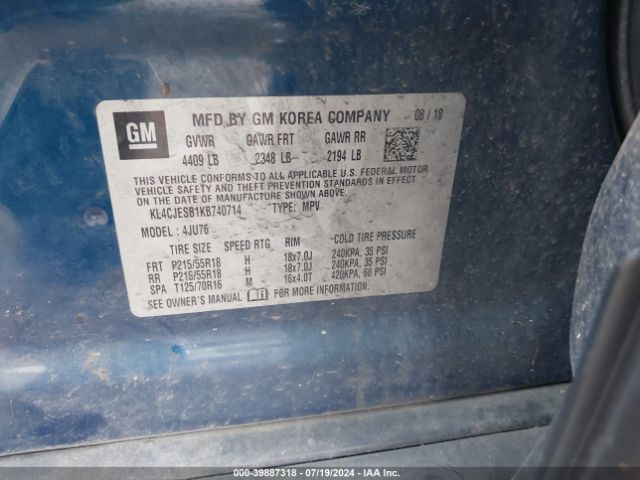 GM
MFD BY GM KOREA COMPANY 08/18
GVWR GAWR FRT GAWR RR
4409 LB 2348 LB 2194 LB
THIS VEHICLE CONFORMS TO ALL APPLICABLE U.S. FEDERAL MOTOR
VEHICLE SAFETY AND THEFT PREVENTION STANDARDS IN EFFECT
ON THE DATE OF MANUFACTURE SHOWN ABOVE.
KL4CJESB1KB740714 TYPE: MPV
MODEL: 4JU76
TIRE SIZE SPEED RTG RIM COLD TIRE PRESSURE
FRT P215/55R18 H 18x7.0J 240KPA, 35 PSI
RR P215/55R18 H 18x7.0J 240KPA, 35 PSI
SPA T125/70R16 M 16x4.0T 420KPA, 60 PSI
SEE OWNER'S MANUAL FOR MORE INFORMATION.
000-39887318 - 07/19/2024 - IAA Inc.